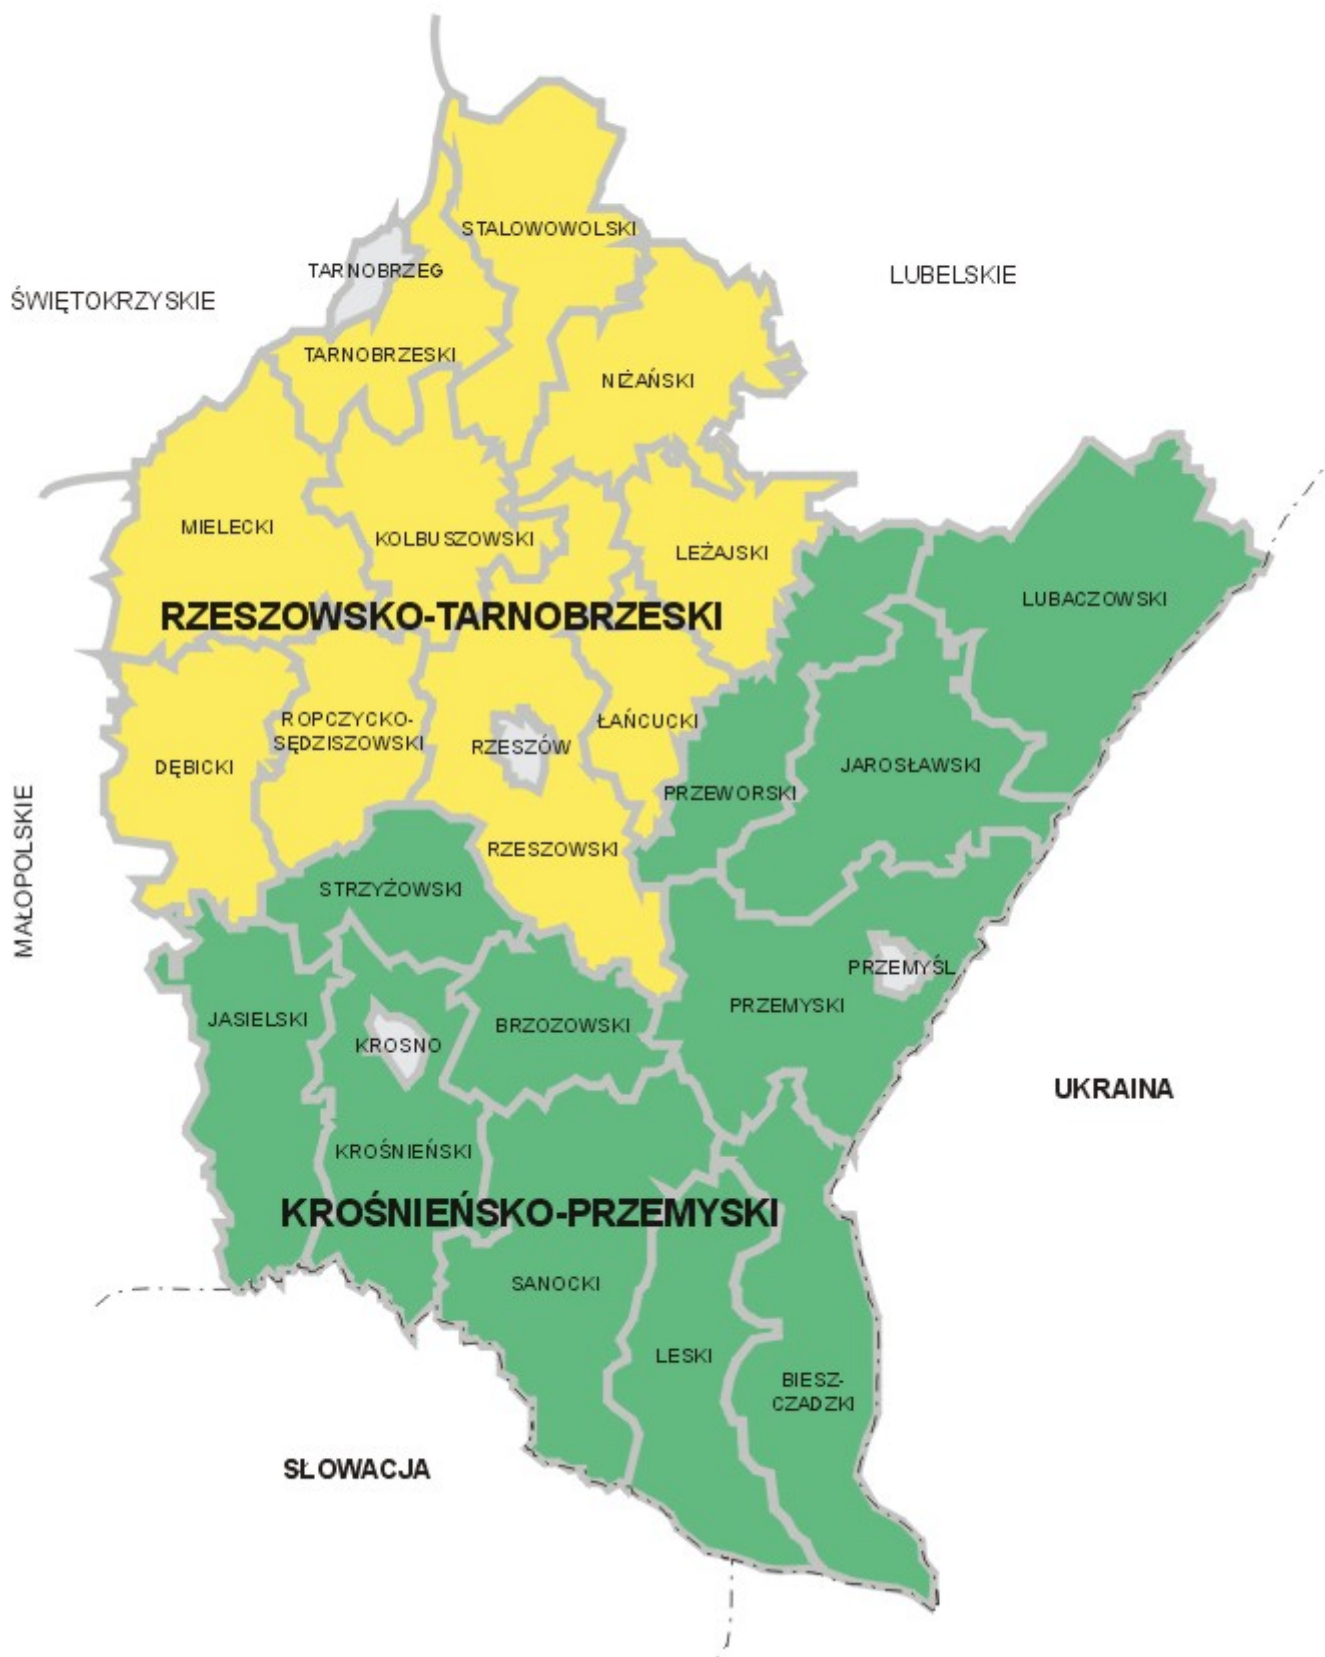 STALOWOWOLSKI
TARNOBRZEG
LUBELSKIE
ŚWIĘTOKRZYSKIE
TARNOBRZESKI
NIŻAŃSKI
MIELECKI
KOLBUSZOWSKI
LEŻAJSKI
LUBACZOWSKI
RZESZOWSKO-TARNOBRZESKI
ROPCZYCKO-
SĘDZISZOWSKI
ŁAŃCUCKI
RZESZÓW
DĘBICKI
JAROSŁAWSKI
PRZEWORSKI
MAŁOPOLSKIE
RZESZOWSKI
STRZYŻOWSKI
PRZEMYŚL
PRZEMYSKI
JASIELSKI
BRZOZOWSKI
KROSNO
UKRAINA
KROŚNIEŃSKI
KROŚNIEŃSKO-PRZEMYSKI
SANOCKI
LESKI
BIESZ-
CZADZKI
SŁOWACJA